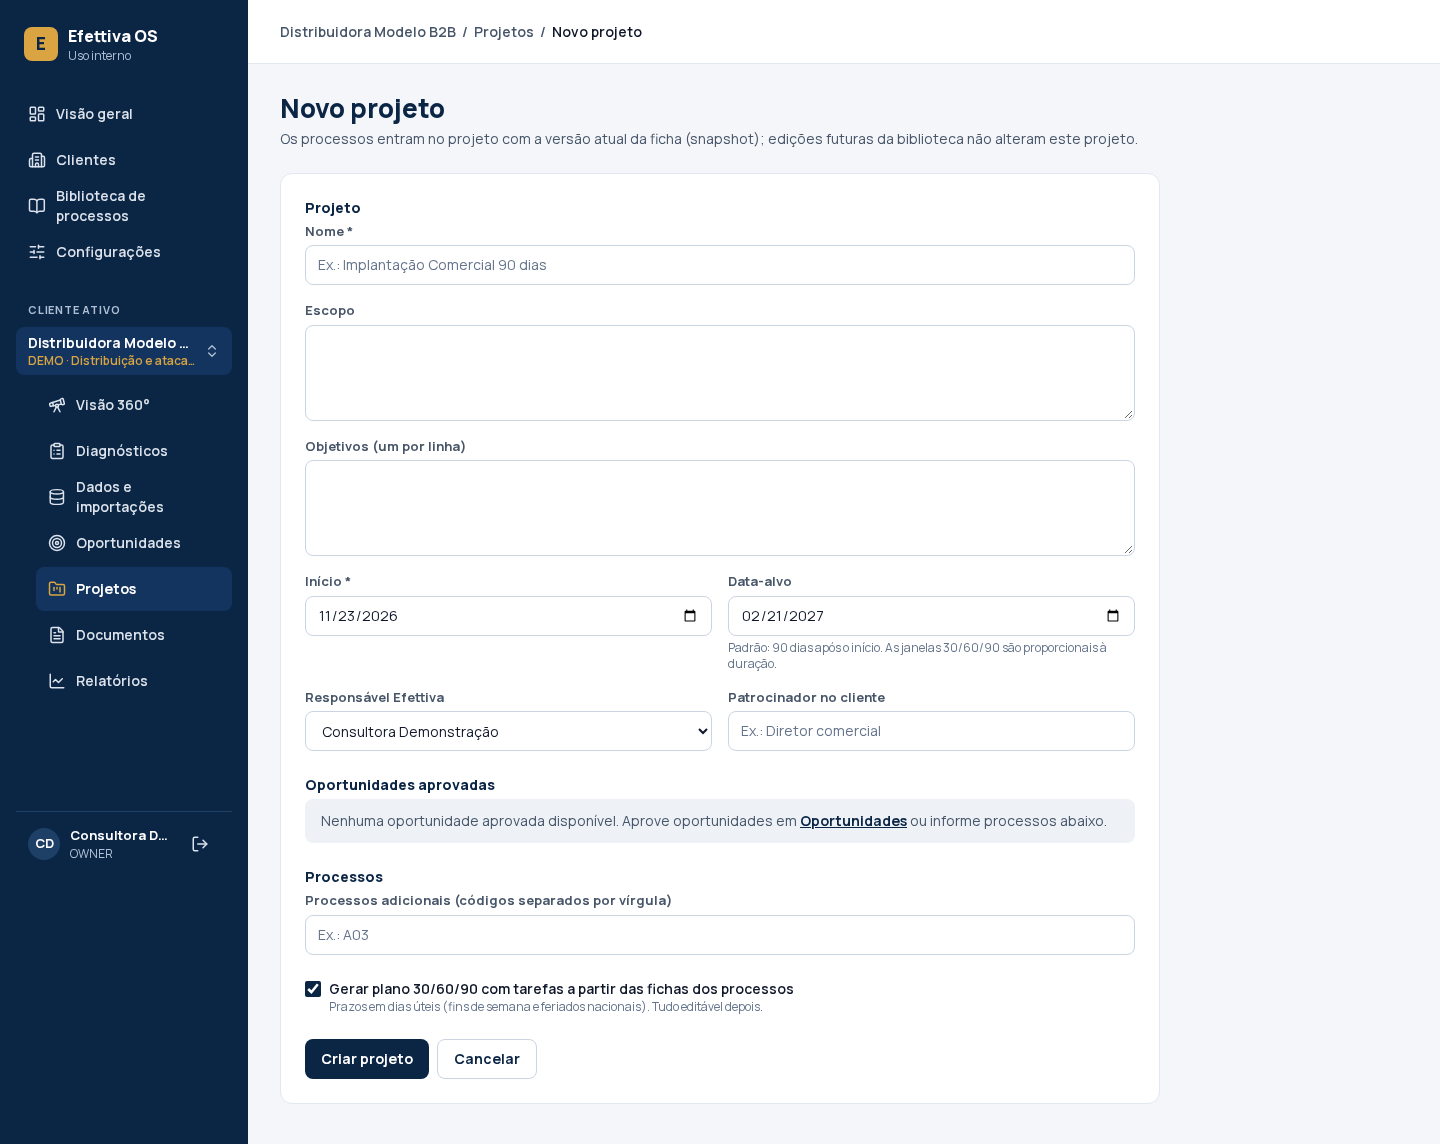 E
Efettiva OS
Uso interno
Visão geral
Clientes
Biblioteca de
processos
Configurações
CLIENTE ATIVO
Distribuidora Modelo ...
DEMO · Distribuição e ataca...
Visão 360°
Diagnósticos
Dados e
importações
Oportunidades
Projetos
Documentos
Relatórios
CD
Consultora D...
OWNER
Distribuidora Modelo B2B / Projetos / Novo projeto
Novo projeto
Os processos entram no projeto com a versão atual da ficha (snapshot); edições futuras da biblioteca não alteram este projeto.
Projeto
Nome *
Ex.: Implantação Comercial 90 dias
Escopo
Objetivos (um por linha)
Início *
11/23/2026
Data-alvo
02/21/2027
Padrão: 90 dias após o início. As janelas 30/60/90 são proporcionais à
duração.
Responsável Efettiva
Consultora Demonstração
Patrocinador no cliente
Ex.: Diretor comercial
Oportunidades aprovadas
Nenhuma oportunidade aprovada disponível. Aprove oportunidades em Oportunidades ou informe processos abaixo.
Processos
Processos adicionais (códigos separados por vírgula)
Ex.: A03
Gerar plano 30/60/90 com tarefas a partir das fichas dos processos
Prazos em dias úteis (fins de semana e feriados nacionais). Tudo editável depois.
Criar projeto
Cancelar